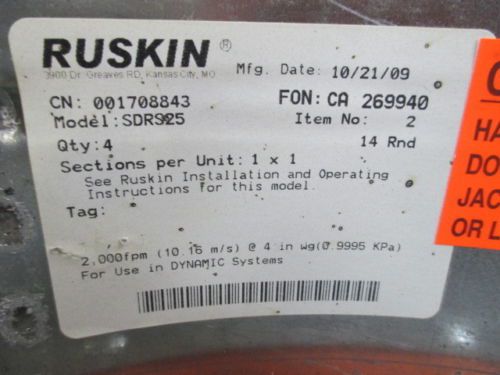 RUSKIN®
3900 Dr. Greaves RD, Kansas City, MO
Mfg. Date: 10/21/09
CN: 001708843 FON: CA 269940
Model: SDRS25 Item No: 2
Qty: 4 14 Rnd
Sections per Unit: 1 x 1
See Ruskin Installation and Operating
Instructions for this model.
Tag:
2,000fpm (10.16 m/s) @ 4 in wg(0.9995 KPa)
For Use in DYNAMIC Systems
HA
DO
JAC
OR L